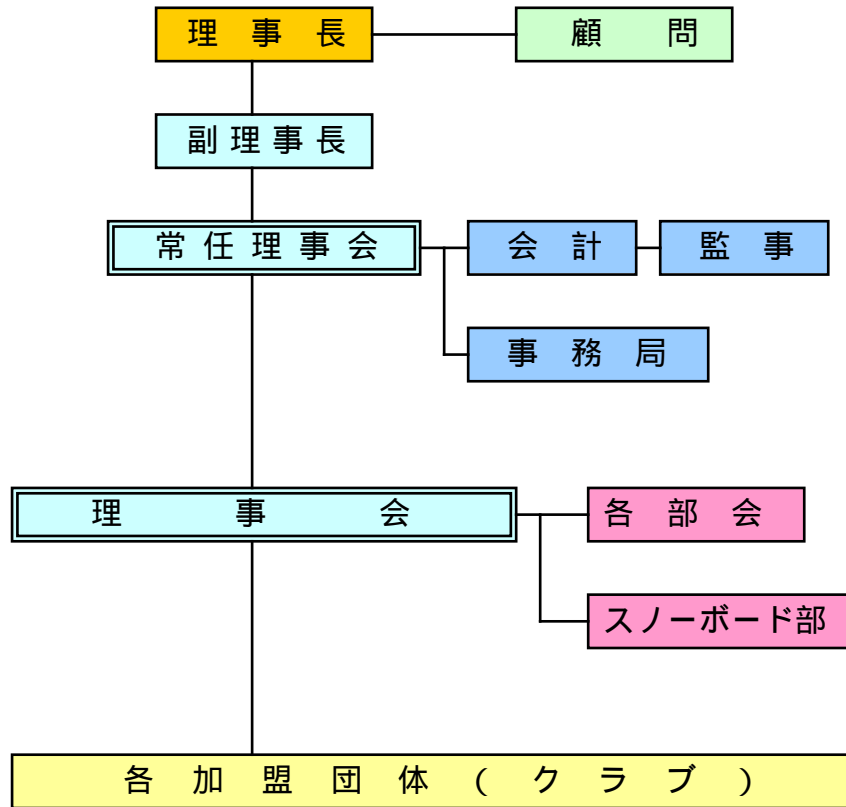 理事長
顧問
副理事長
常任理事会
会計
監事
事務局
理事会
各部会
スノーボード部
各加盟団体(クラブ)